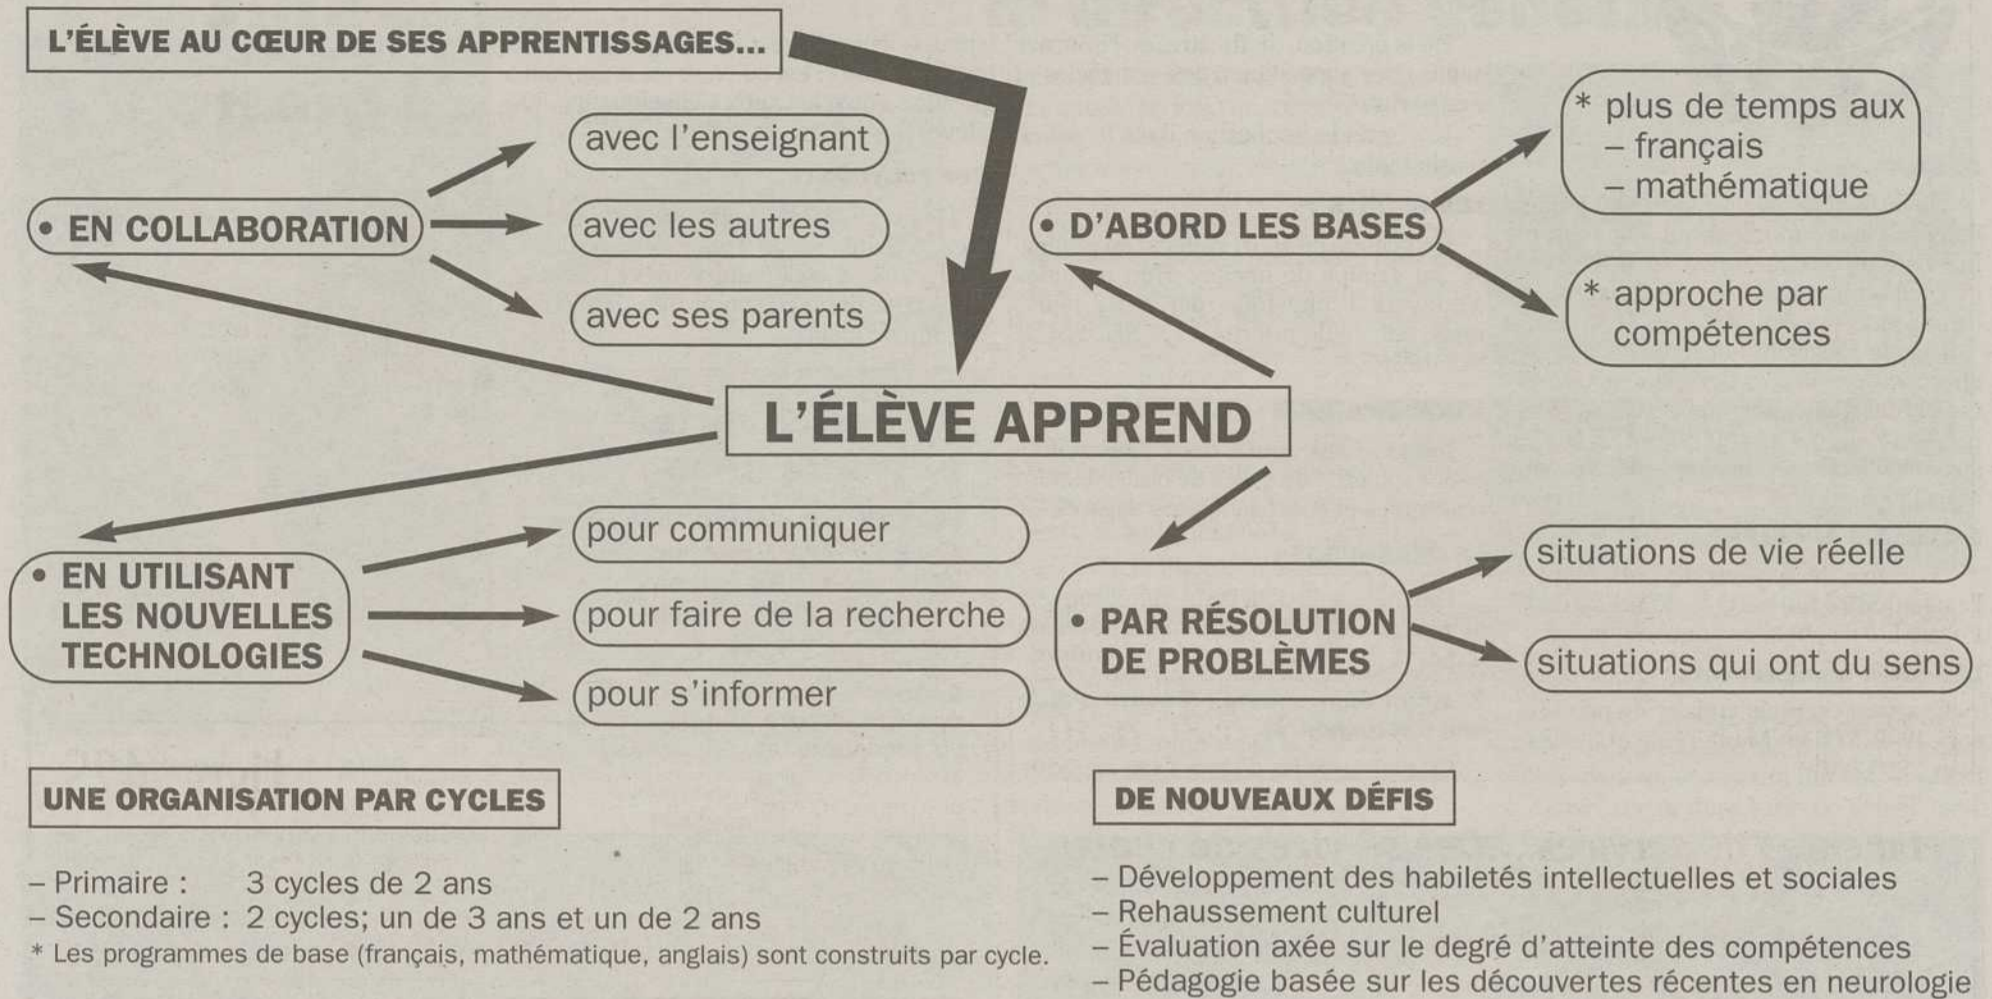 L'ÉLÈVE AU CŒUR DE SES APPRENTISSAGES...
• EN COLLABORATION
avec l'enseignant
avec les autres
avec ses parents
• D'ABORD LES BASES
* plus de temps aux
– français
– mathématique
* approche par
compétences
L'ÉLÈVE APPREND
• EN UTILISANT
LES NOUVELLES
TECHNOLOGIES
pour communiquer
pour faire de la recherche
pour s'informer
• PAR RÉSOLUTION
DE PROBLÈMES
situations de vie réelle
situations qui ont du sens
UNE ORGANISATION PAR CYCLES
– Primaire : 3 cycles de 2 ans
– Secondaire : 2 cycles; un de 3 ans et un de 2 ans
* Les programmes de base (français, mathématique, anglais) sont construits par cycle.
DE NOUVEAUX DÉFIS
– Développement des habiletés intellectuelles et sociales
– Rehaussement culturel
– Évaluation axée sur le degré d'atteinte des compétences
– Pédagogie basée sur les découvertes récentes en neurologie